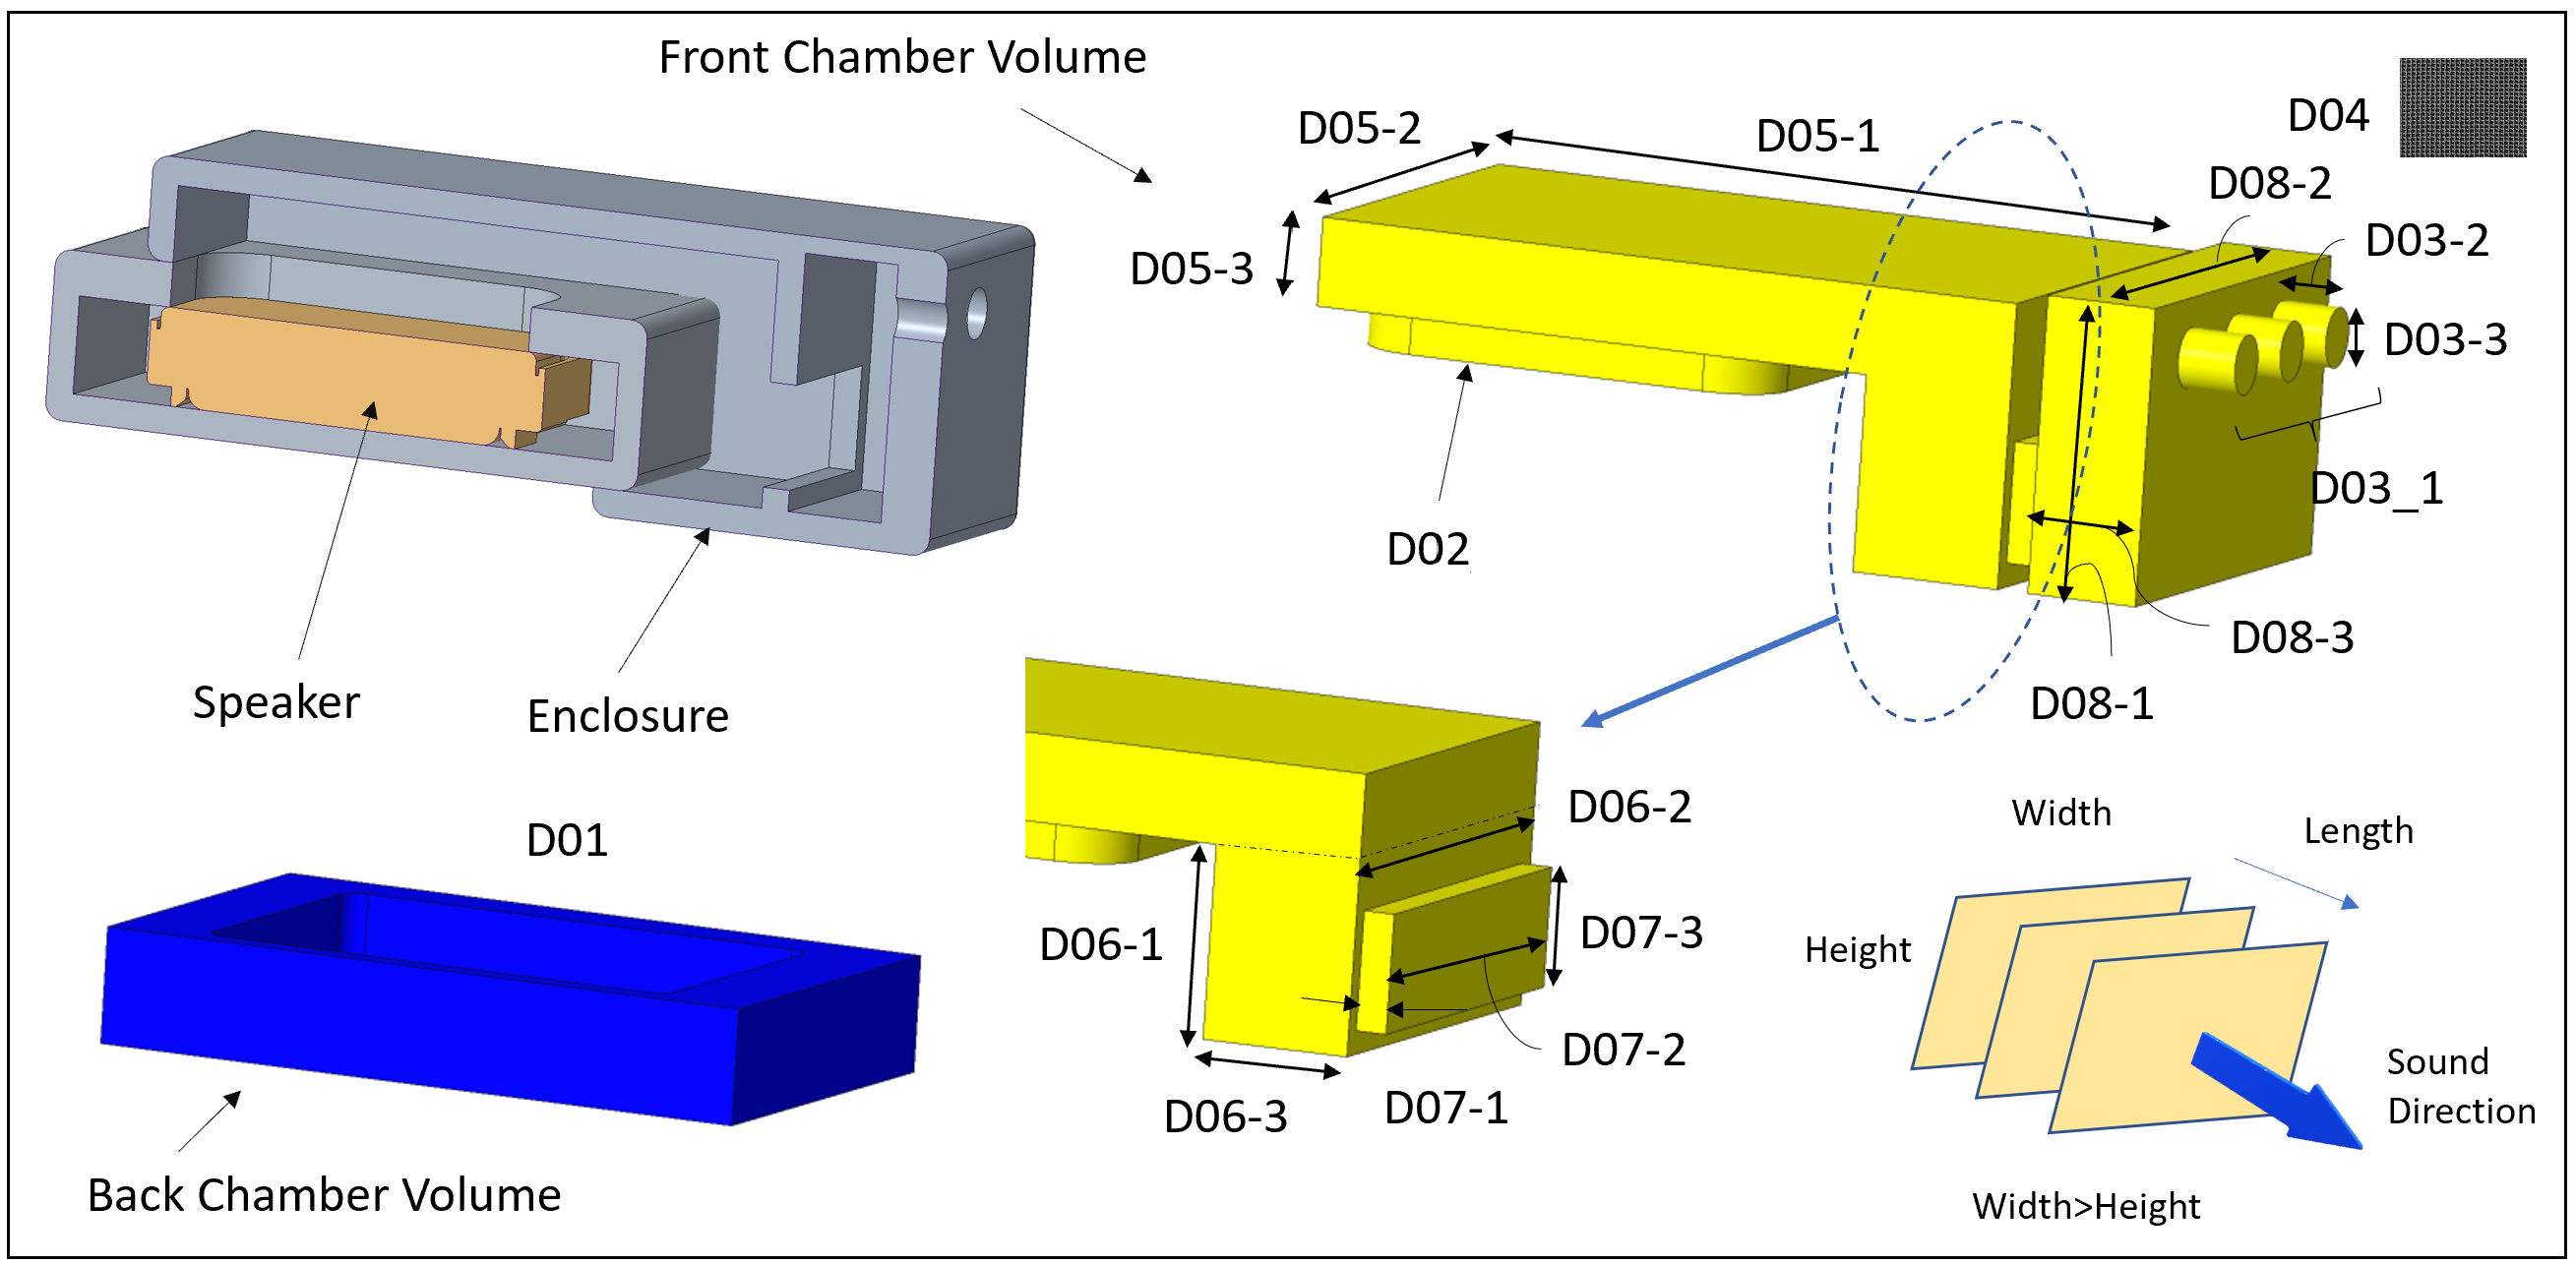 Front Chamber Volume
D05-2
D05-1
D04
D08-2
D03-2
D05-3
D03-3
D03_1
D02
D08-3
D08-1
Speaker
Enclosure
D01
D06-2
Width
Length
D06-1
D07-3
Height
D07-2
D06-3
D07-1
Sound
Direction
Back Chamber Volume
Width>Height